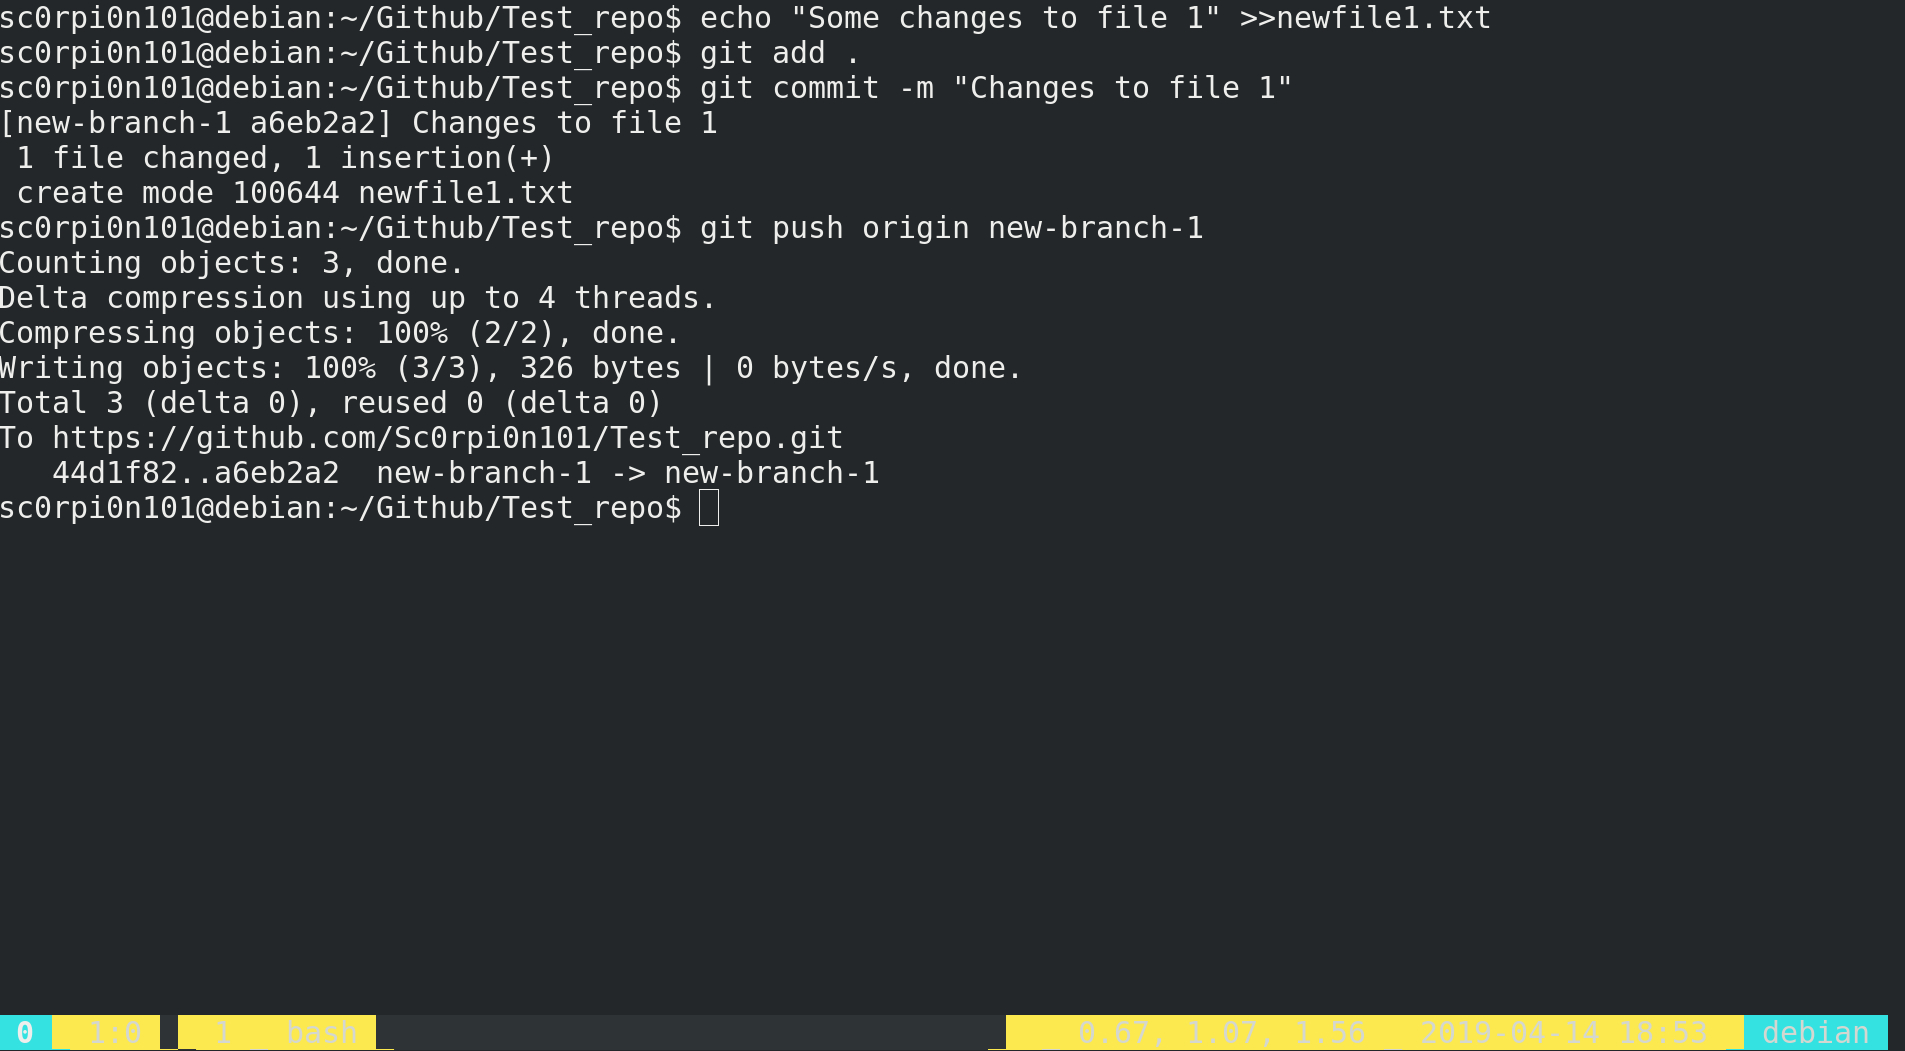 sc0rpi0n101@debian:~/Github/Test_repo$ echo "Some changes to file 1" >>newfile1.txt
sc0rpi0n101@debian:~/Github/Test_repo$ git add .
sc0rpi0n101@debian:~/Github/Test_repo$ git commit -m "Changes to file 1"
[new-branch-1 a6eb2a2] Changes to file 1
 1 file changed, 1 insertion(+)
 create mode 100644 newfile1.txt
sc0rpi0n101@debian:~/Github/Test_repo$ git push origin new-branch-1
Counting objects: 3, done.
Delta compression using up to 4 threads.
Compressing objects: 100% (2/2), done.
Writing objects: 100% (3/3), 326 bytes | 0 bytes/s, done.
Total 3 (delta 0), reused 0 (delta 0)
To https://github.com/Sc0rpi0n101/Test_repo.git
   44d1f82..a6eb2a2  new-branch-1 -> new-branch-1
sc0rpi0n101@debian:~/Github/Test_repo$
0 1:0 1 bash 0.67, 1.07, 1.56 2019-04-14 18:53 debian